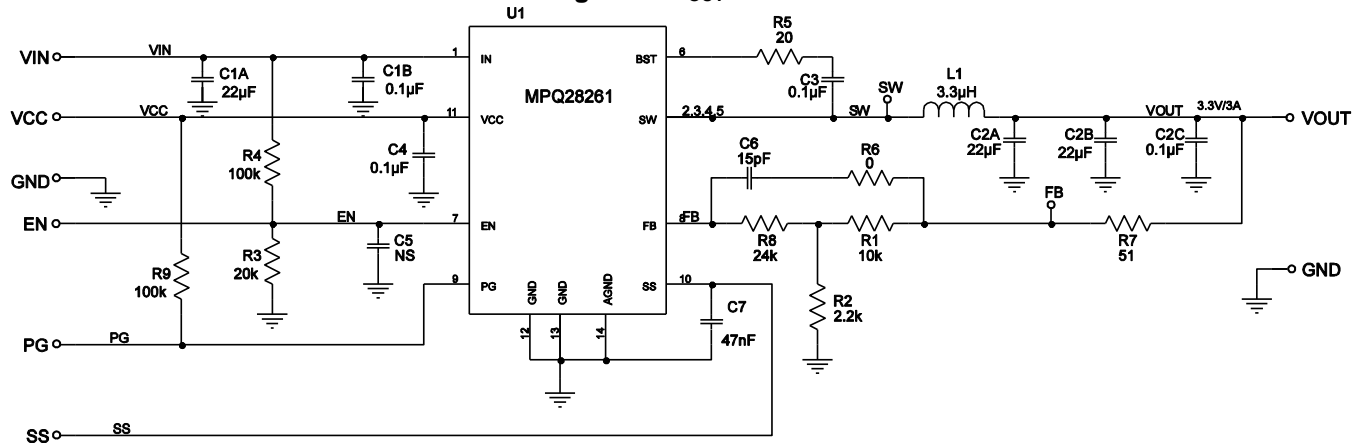 U1
VIN
VIN
1
IN
C1A
22µF
C1B
0.1µF
MPQ28261
BST
6
R5
20
C3
0.1µF
VCC
VCC
11
VCC
SW
2,3,4,5
SW
SW
L1
3.3µH
VOUT
3.3V/3A
VOUT
R4
100k
C4
0.1µF
C6
15pF
R6
0
C2A
22µF
C2B
22µF
C2C
0.1µF
GND
EN
EN
7
EN
FB
8
FB
FB
R8
24k
R1
10k
R7
51
C5
NS
R3
20k
R9
100k
9
PG
GND
GND
AGND
SS
10
C7
47nF
R2
2.2k
GND
12
13
14
PG
PG
SS
SS